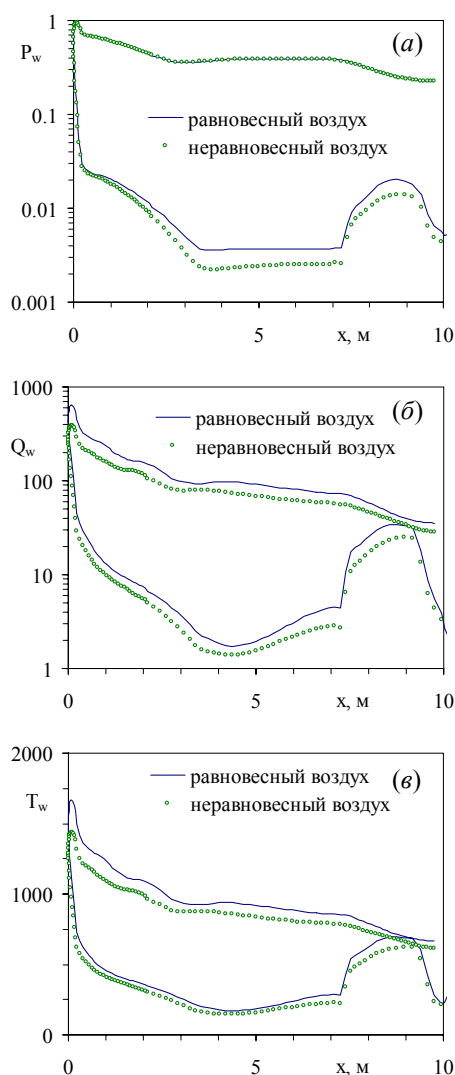 1
(а)
P_w
0.1
равновесный воздух
неравновесный воздух
0.01
0.001
0
5
x, м
10
1000
(б)
равновесный воздух
Q_w
неравновесный воздух
100
10
1
0
5
x, м
10
2000
равновесный воздух
(в)
T_w
неравновесный воздух
1000
0
0
5
x, м
10